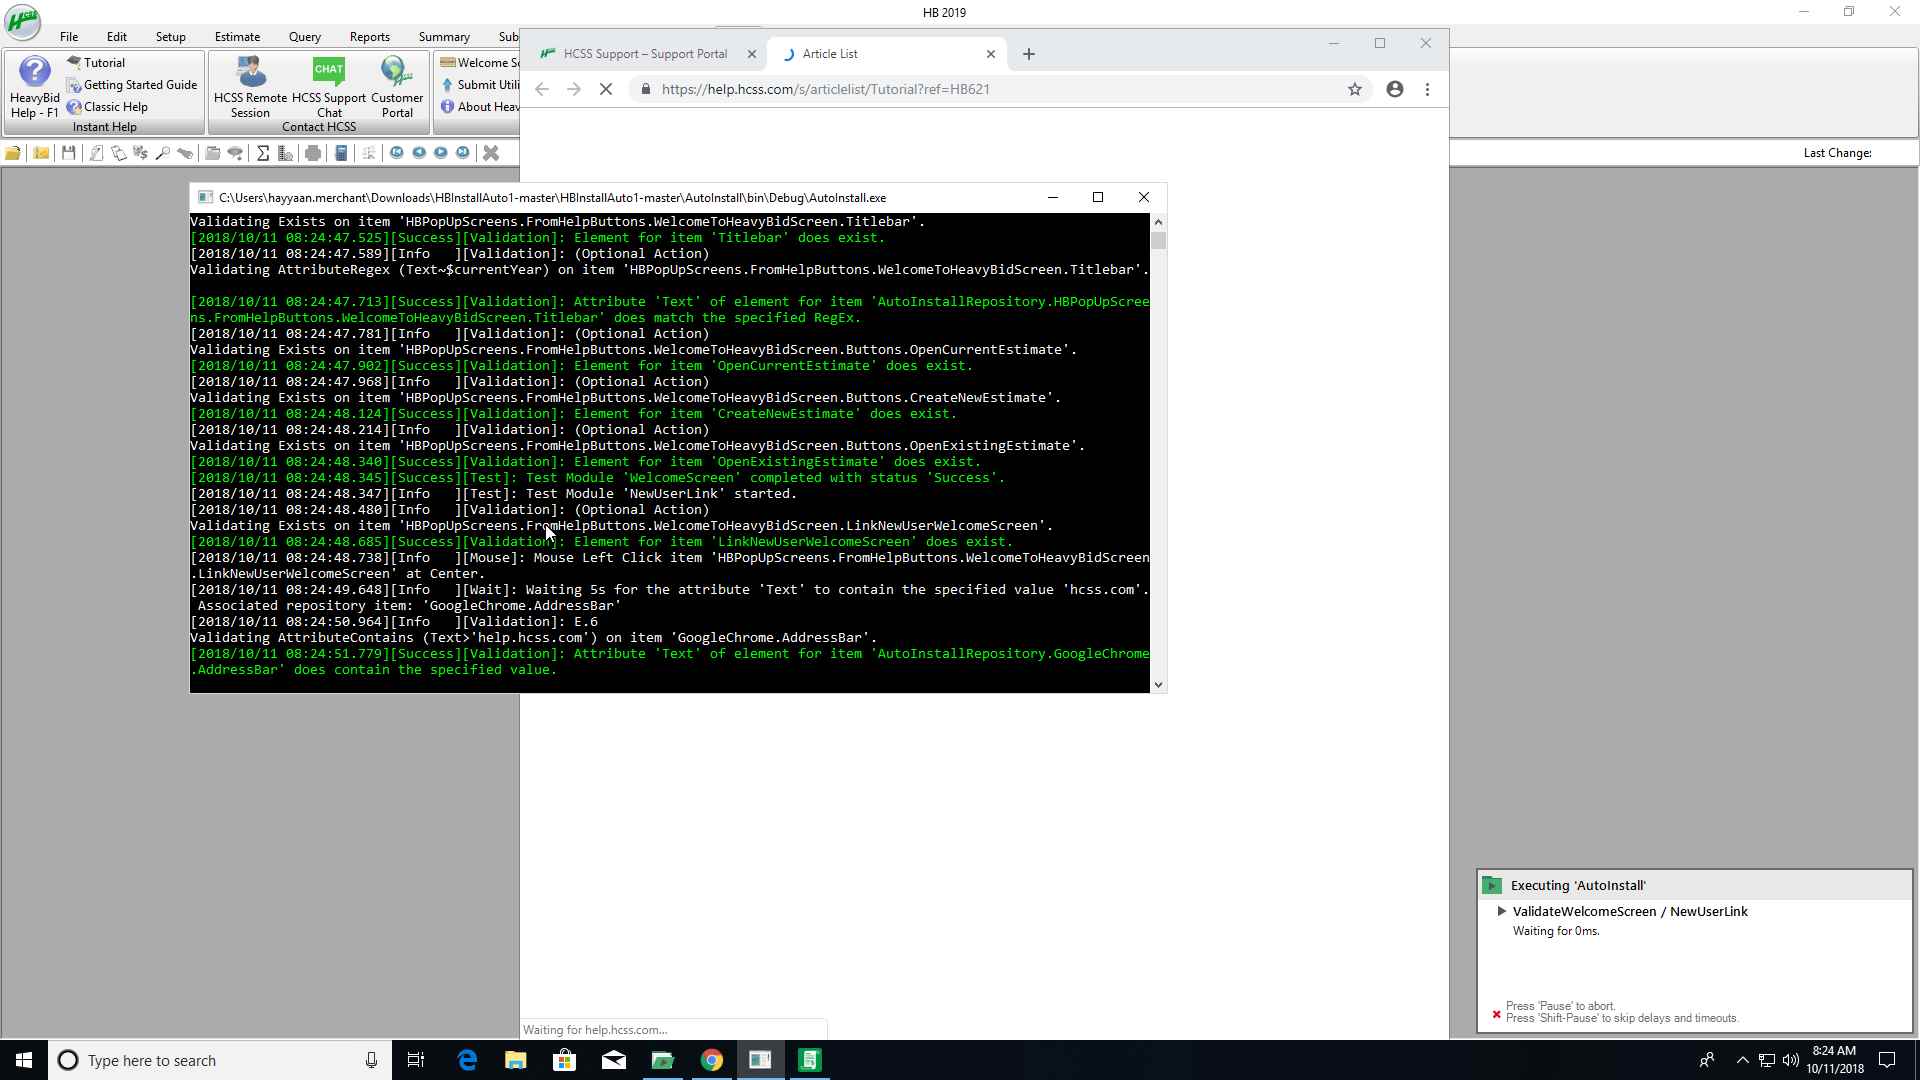 HB 2019
File Edit Setup Estimate Query Reports Summary Sub
HeavyBid
Help - F1
Tutorial
Getting Started Guide
Classic Help
Instant Help
HCSS Remote
Session
CHAT
HCSS Support
Chat
Customer
Portal
Contact HCSS
Welcome Sc
Submit Utili
About Heav
Last Change:
HCSS Support – Support Portal
Article List
https://help.hcss.com/s/articlelist/Tutorial?ref=HB621
C:\Users\hayyaan.merchant\Downloads\HBInstallAuto1-master\HBInstallAuto1-master\AutoInstall\bin\Debug\AutoInstall.exe
Validating Exists on item 'HBPopUpScreens.FromHelpButtons.WelcomeToHeavyBidScreen.Titlebar'.
[2018/10/11 08:24:47.525][Success][Validation]: Element for item 'Titlebar' does exist.
[2018/10/11 08:24:47.589][Info   ][Validation]: (Optional Action)
Validating AttributeRegex (Text~$currentYear) on item 'HBPopUpScreens.FromHelpButtons.WelcomeToHeavyBidScreen.Titlebar'.
[2018/10/11 08:24:47.713][Success][Validation]: Attribute 'Text' of element for item 'AutoInstallRepository.HBPopUpScree
ns.FromHelpButtons.WelcomeToHeavyBidScreen.Titlebar' does match the specified RegEx.
[2018/10/11 08:24:47.781][Info   ][Validation]: (Optional Action)
Validating Exists on item 'HBPopUpScreens.FromHelpButtons.WelcomeToHeavyBidScreen.Buttons.OpenCurrentEstimate'.
[2018/10/11 08:24:47.902][Success][Validation]: Element for item 'OpenCurrentEstimate' does exist.
[2018/10/11 08:24:47.968][Info   ][Validation]: (Optional Action)
Validating Exists on item 'HBPopUpScreens.FromHelpButtons.WelcomeToHeavyBidScreen.Buttons.CreateNewEstimate'.
[2018/10/11 08:24:48.124][Success][Validation]: Element for item 'CreateNewEstimate' does exist.
[2018/10/11 08:24:48.214][Info   ][Validation]: (Optional Action)
Validating Exists on item 'HBPopUpScreens.FromHelpButtons.WelcomeToHeavyBidScreen.Buttons.OpenExistingEstimate'.
[2018/10/11 08:24:48.340][Success][Validation]: Element for item 'OpenExistingEstimate' does exist.
[2018/10/11 08:24:48.345][Success][Test]: Test Module 'WelcomeScreen' completed with status 'Success'.
[2018/10/11 08:24:48.347][Info   ][Test]: Test Module 'NewUserLink' started.
[2018/10/11 08:24:48.480][Info   ][Validation]: (Optional Action)
Validating Exists on item 'HBPopUpScreens.FromHelpButtons.WelcomeToHeavyBidScreen.LinkNewUserWelcomeScreen'.
[2018/10/11 08:24:48.685][Success][Validation]: Element for item 'LinkNewUserWelcomeScreen' does exist.
[2018/10/11 08:24:48.738][Info   ][Mouse]: Mouse Left Click item 'HBPopUpScreens.FromHelpButtons.WelcomeToHeavyBidScreen
.LinkNewUserWelcomeScreen' at Center.
[2018/10/11 08:24:49.648][Info   ][Wait]: Waiting 5s for the attribute 'Text' to contain the specified value 'hcss.com'.
Associated repository item: 'GoogleChrome.AddressBar'
[2018/10/11 08:24:50.964][Info   ][Validation]: E.6
Validating AttributeContains (Text>'help.hcss.com') on item 'GoogleChrome.AddressBar'.
[2018/10/11 08:24:51.779][Success][Validation]: Attribute 'Text' of element for item 'AutoInstallRepository.GoogleChrome
.AddressBar' does contain the specified value.
Executing 'AutoInstall'
ValidateWelcomeScreen / NewUserLink
Waiting for 0ms.
Press 'Pause' to abort.
Press 'Shift-Pause' to skip delays and timeouts.
Waiting for help.hcss.com...
Type here to search
8:24 AM
10/11/2018